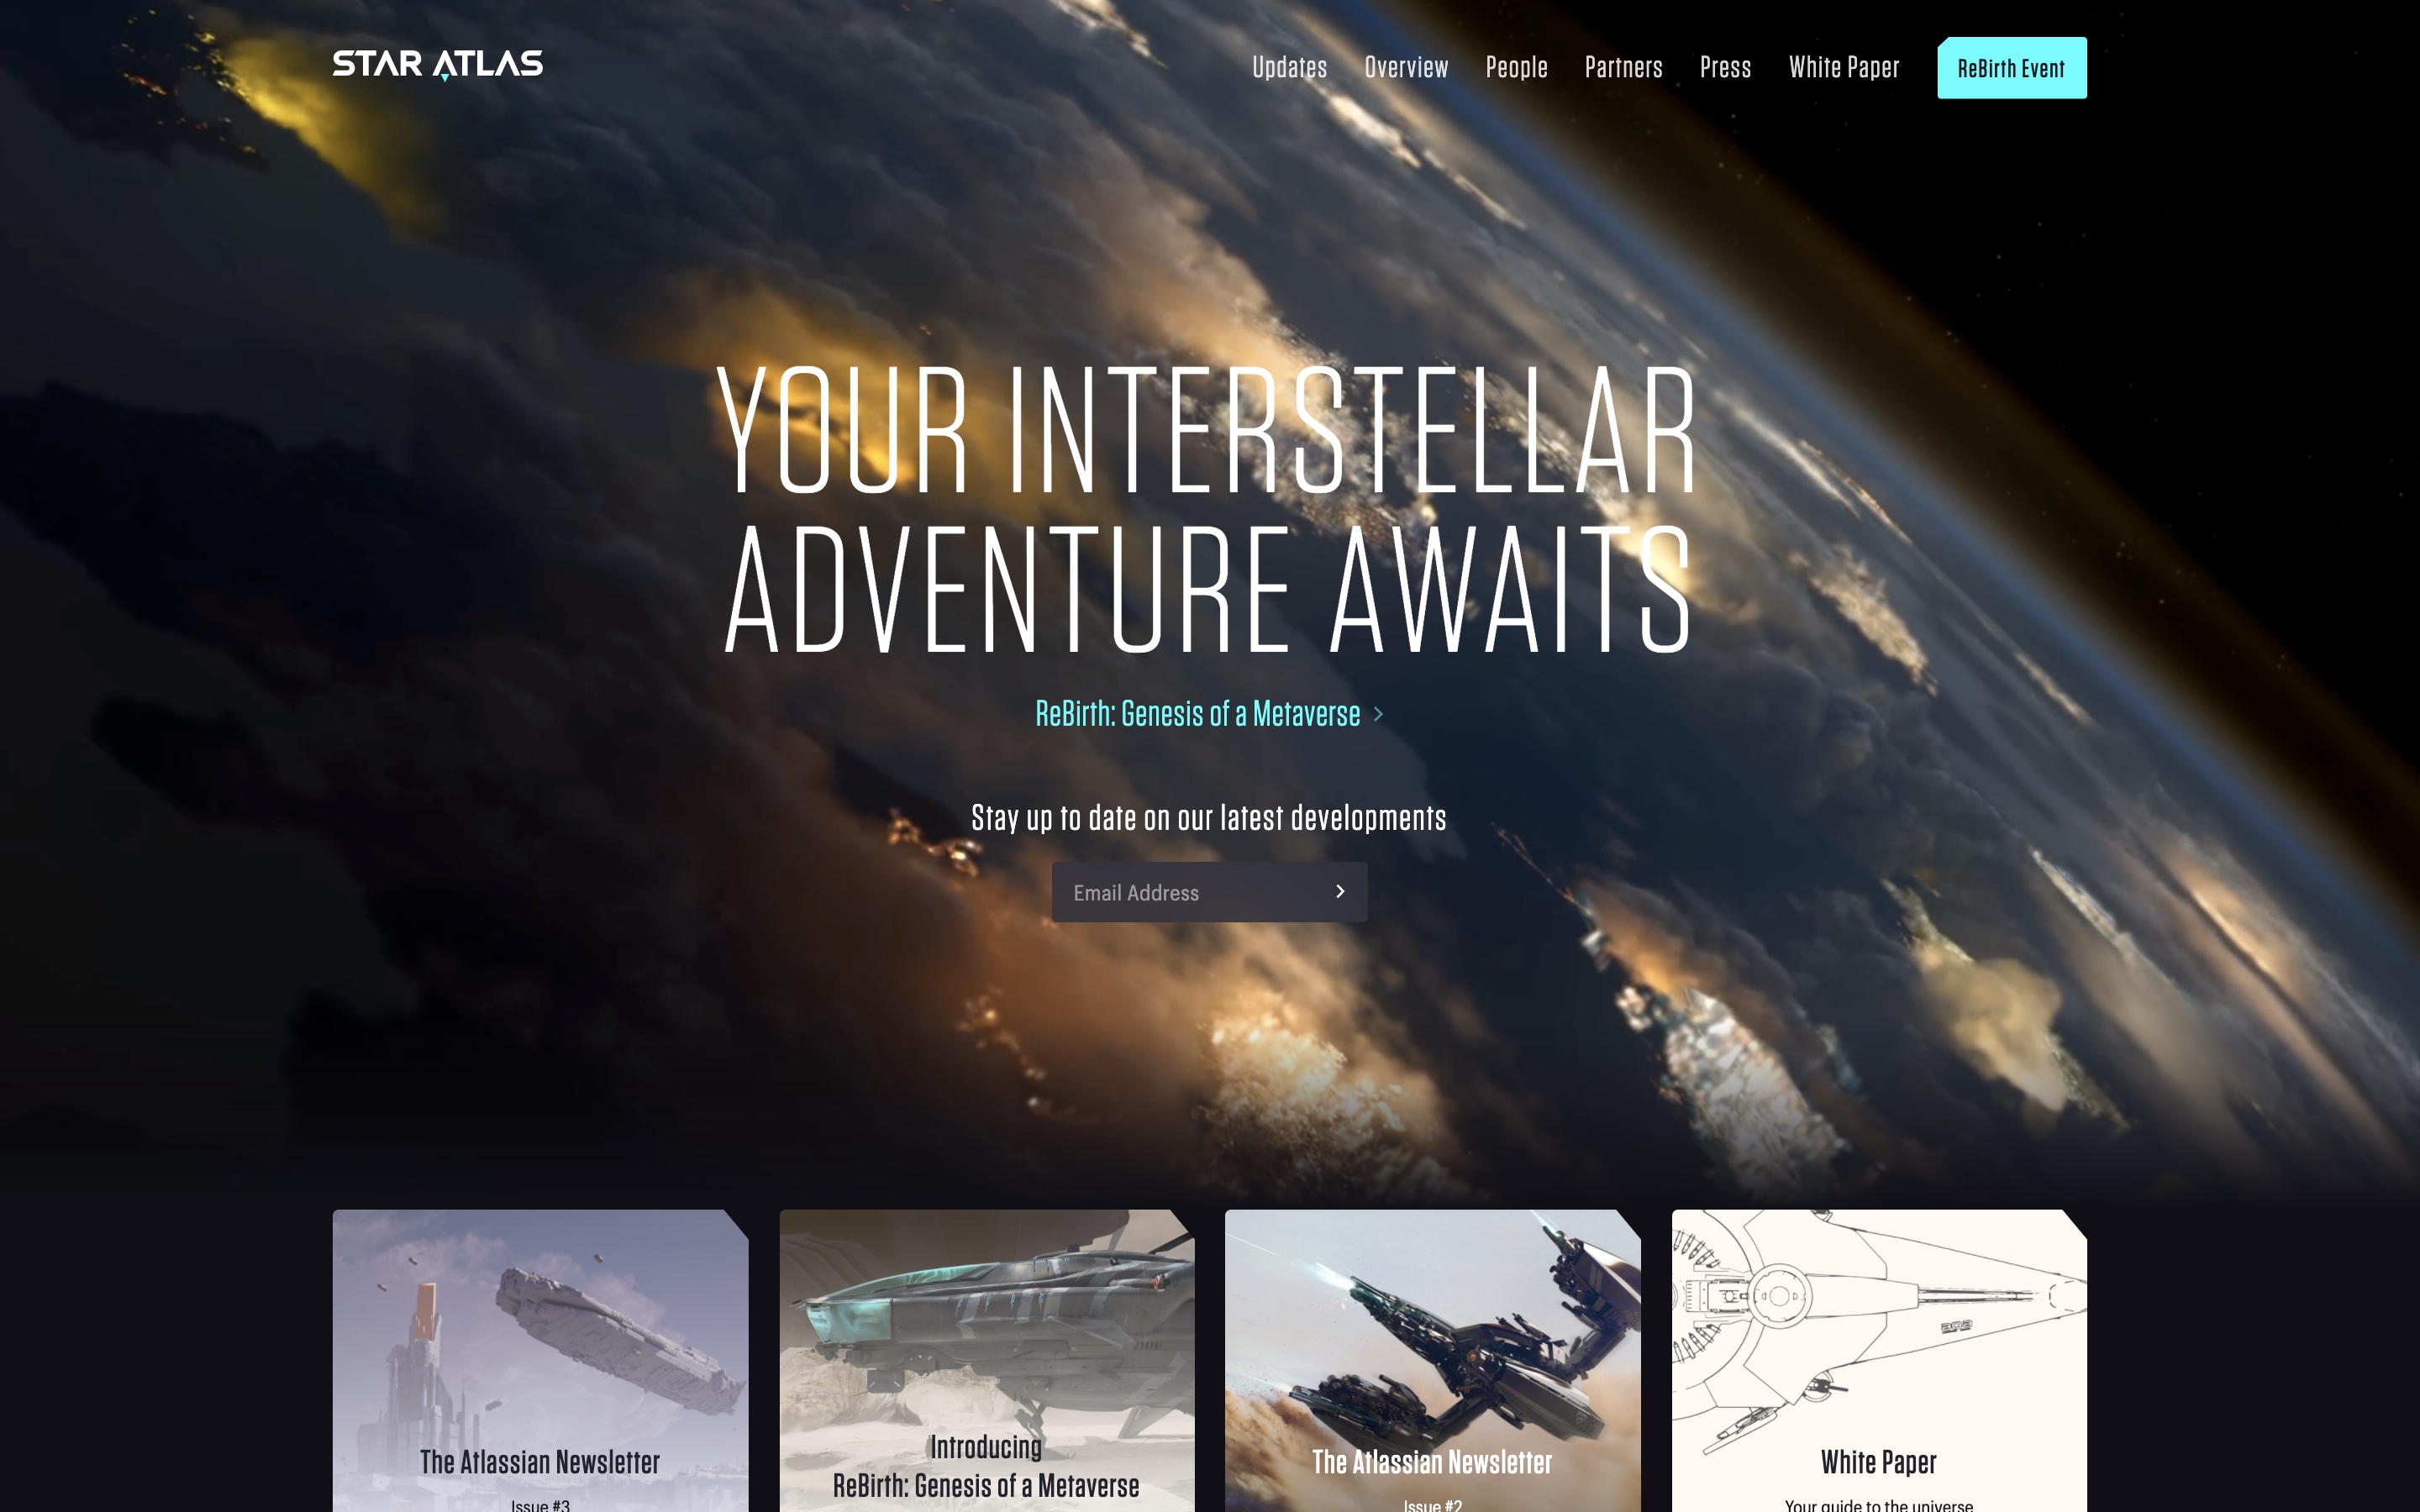 STAR ATLAS
Updates Overview People Partners Press White Paper ReBirth Event
YOUR INTERSTELLAR
ADVENTURE AWAITS
ReBirth: Genesis of a Metaverse
Stay up to date on our latest developments
Email Address
The Atlassian Newsletter
Issue #3
Introducing
ReBirth: Genesis of a Metaverse
The Atlassian Newsletter
Issue #2
White Paper
Your guide to the universe